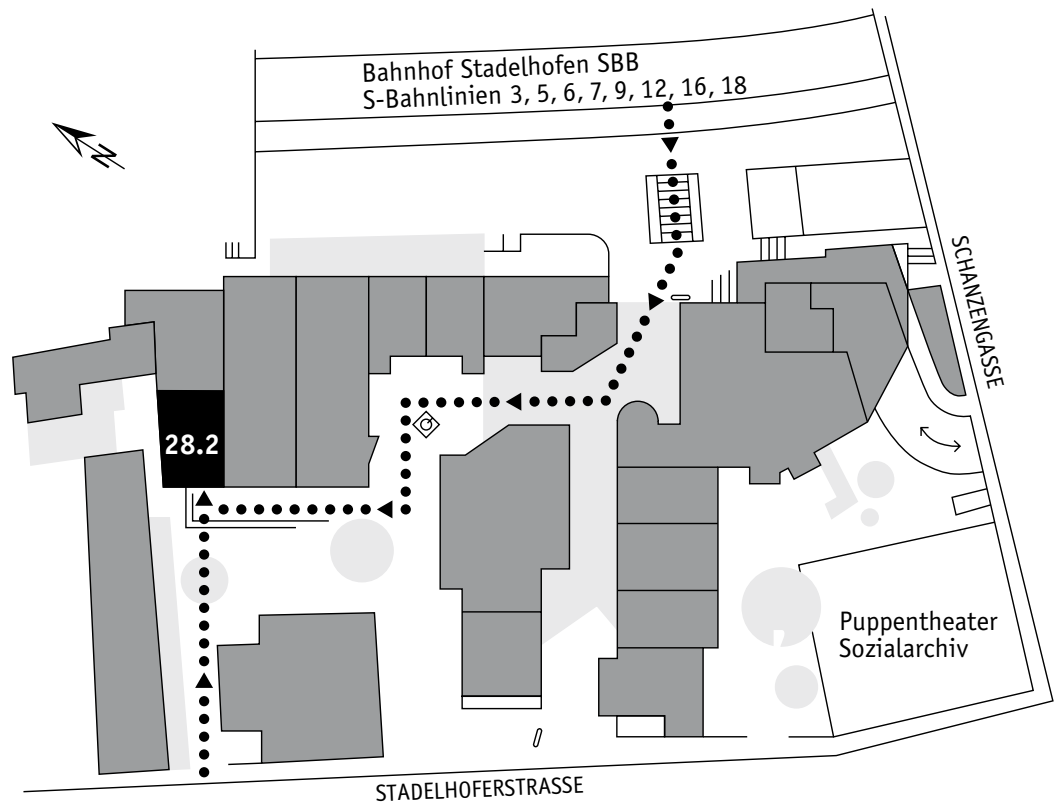 Bahnhof Stadelhofen SBB
S-Bahnlinien 3, 5, 6, 7, 9, 12, 16, 18
N
SCHANZENGASSE
28.2
Puppentheater
Sozialarchiv
STADELHOFERSTRASSE